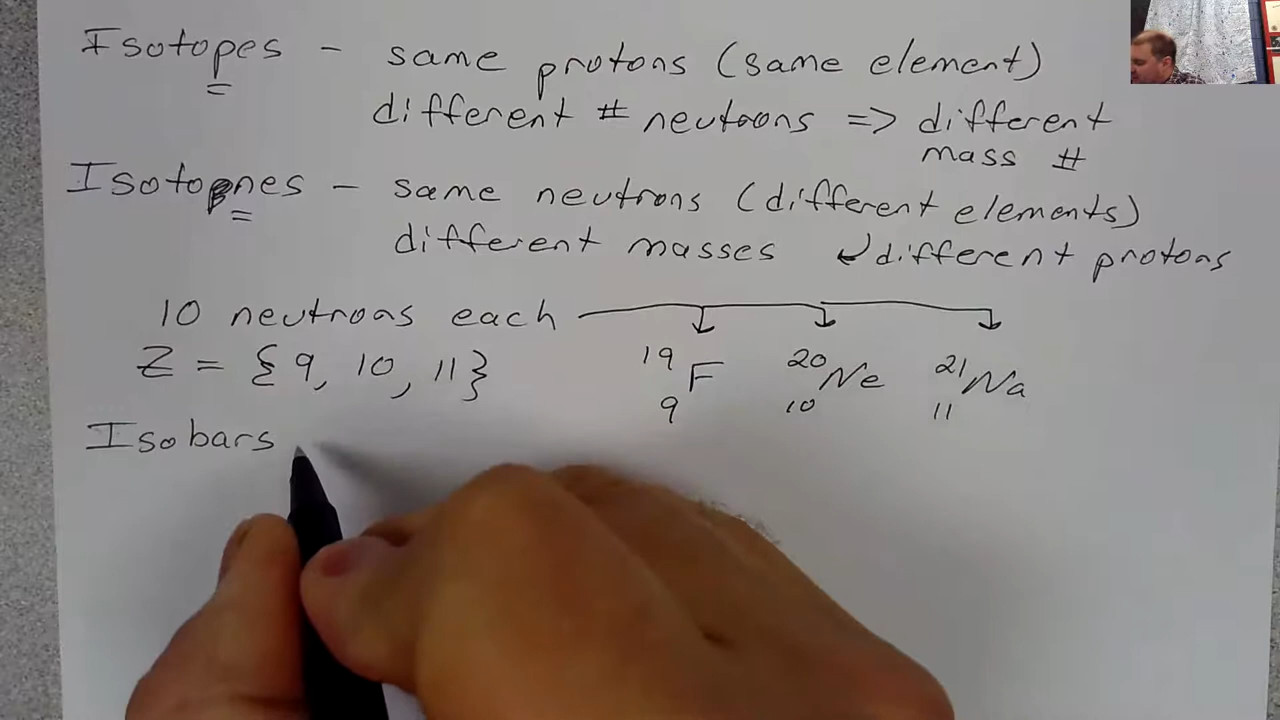 Isotopes - same protons (same element)
different # neutrons => different
mass #
Isotones - same neutrons (different elements)
different masses different protons
10 neutrons each
Z = {9, 10, 11}
19 F 9 20 Ne 10 21 Na 11
Isobars